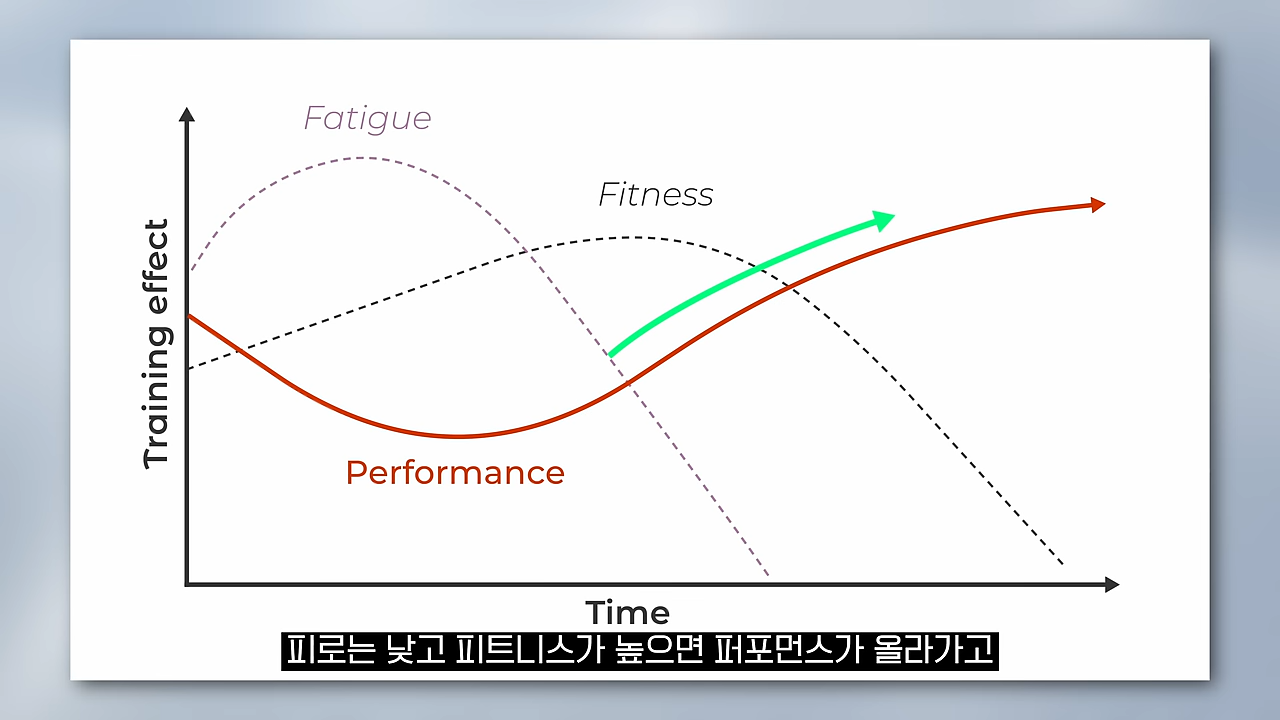 Fatigue
Fitness
Training effect
Performance
Time
피로는 낮고 피트니스가 높으면 퍼포먼스가 올라가고